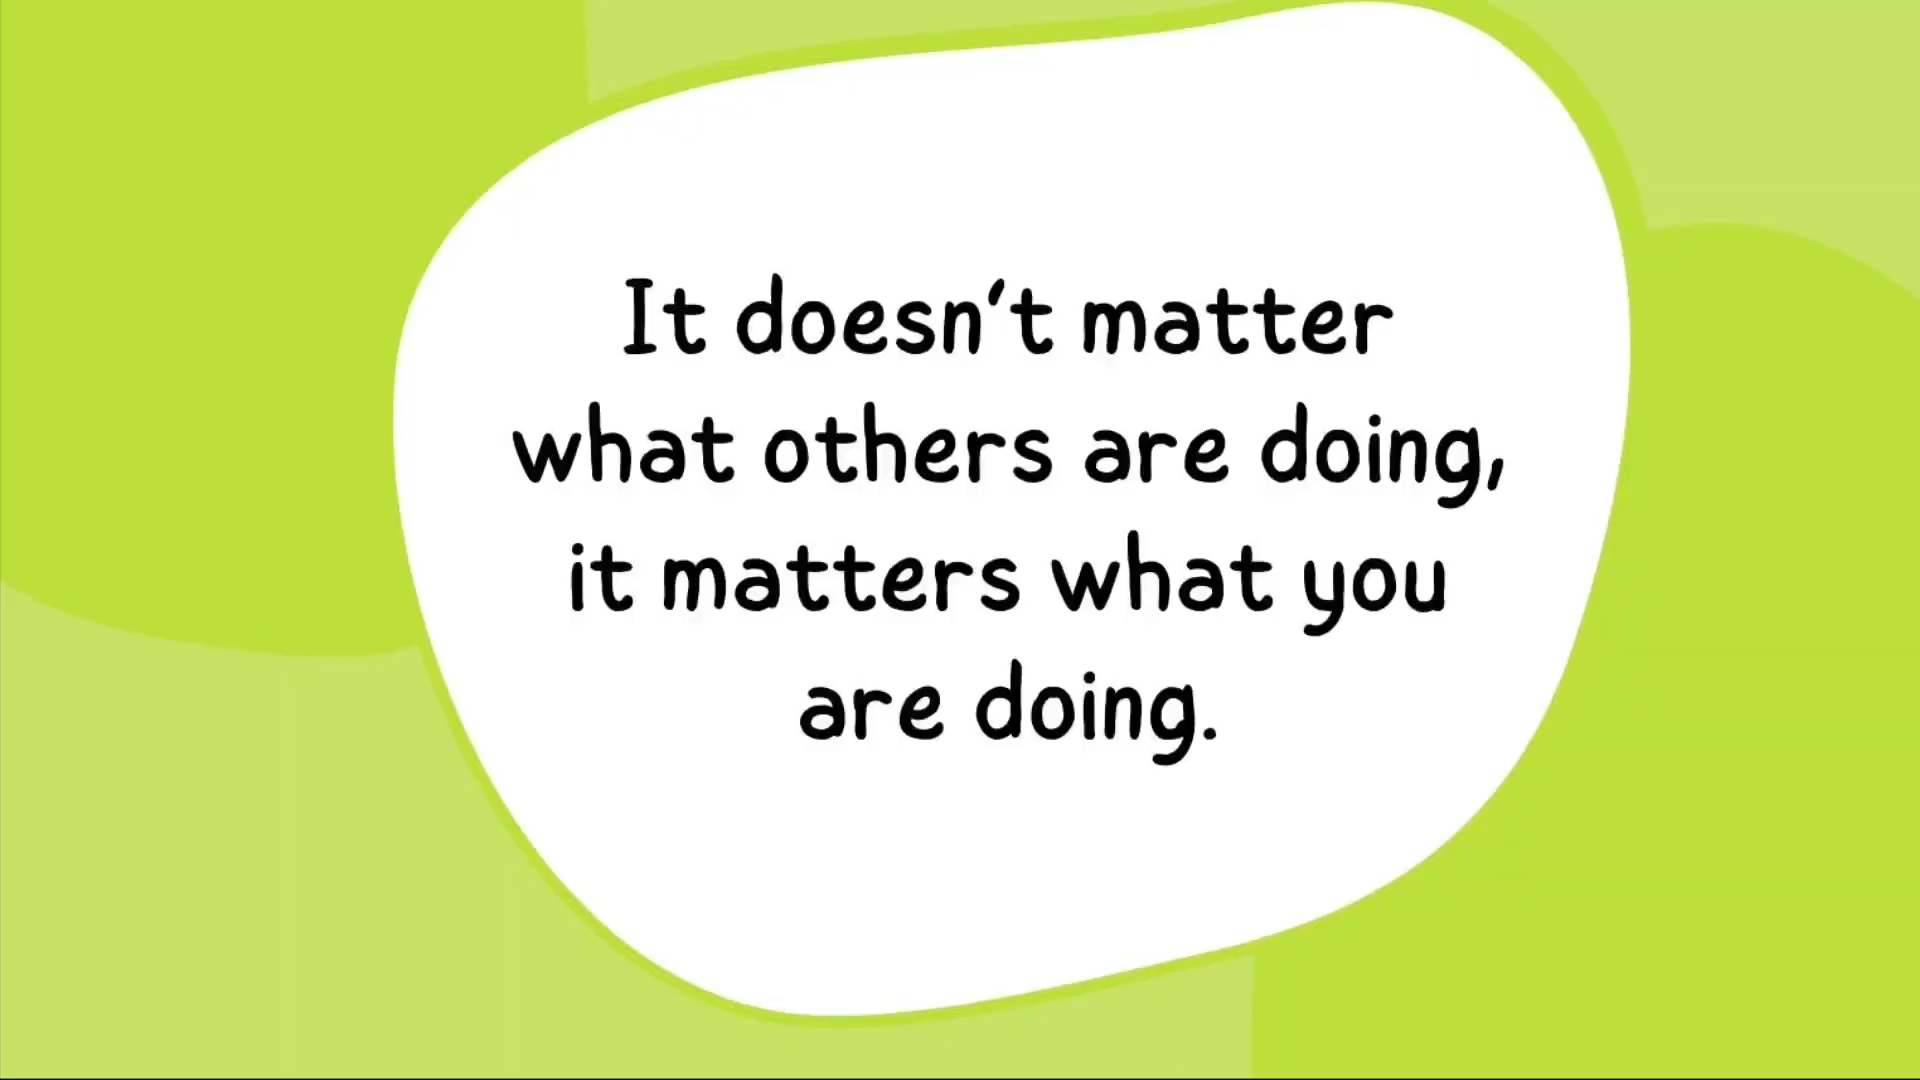 It doesn't matter
what others are doing,
it matters what you
are doing.